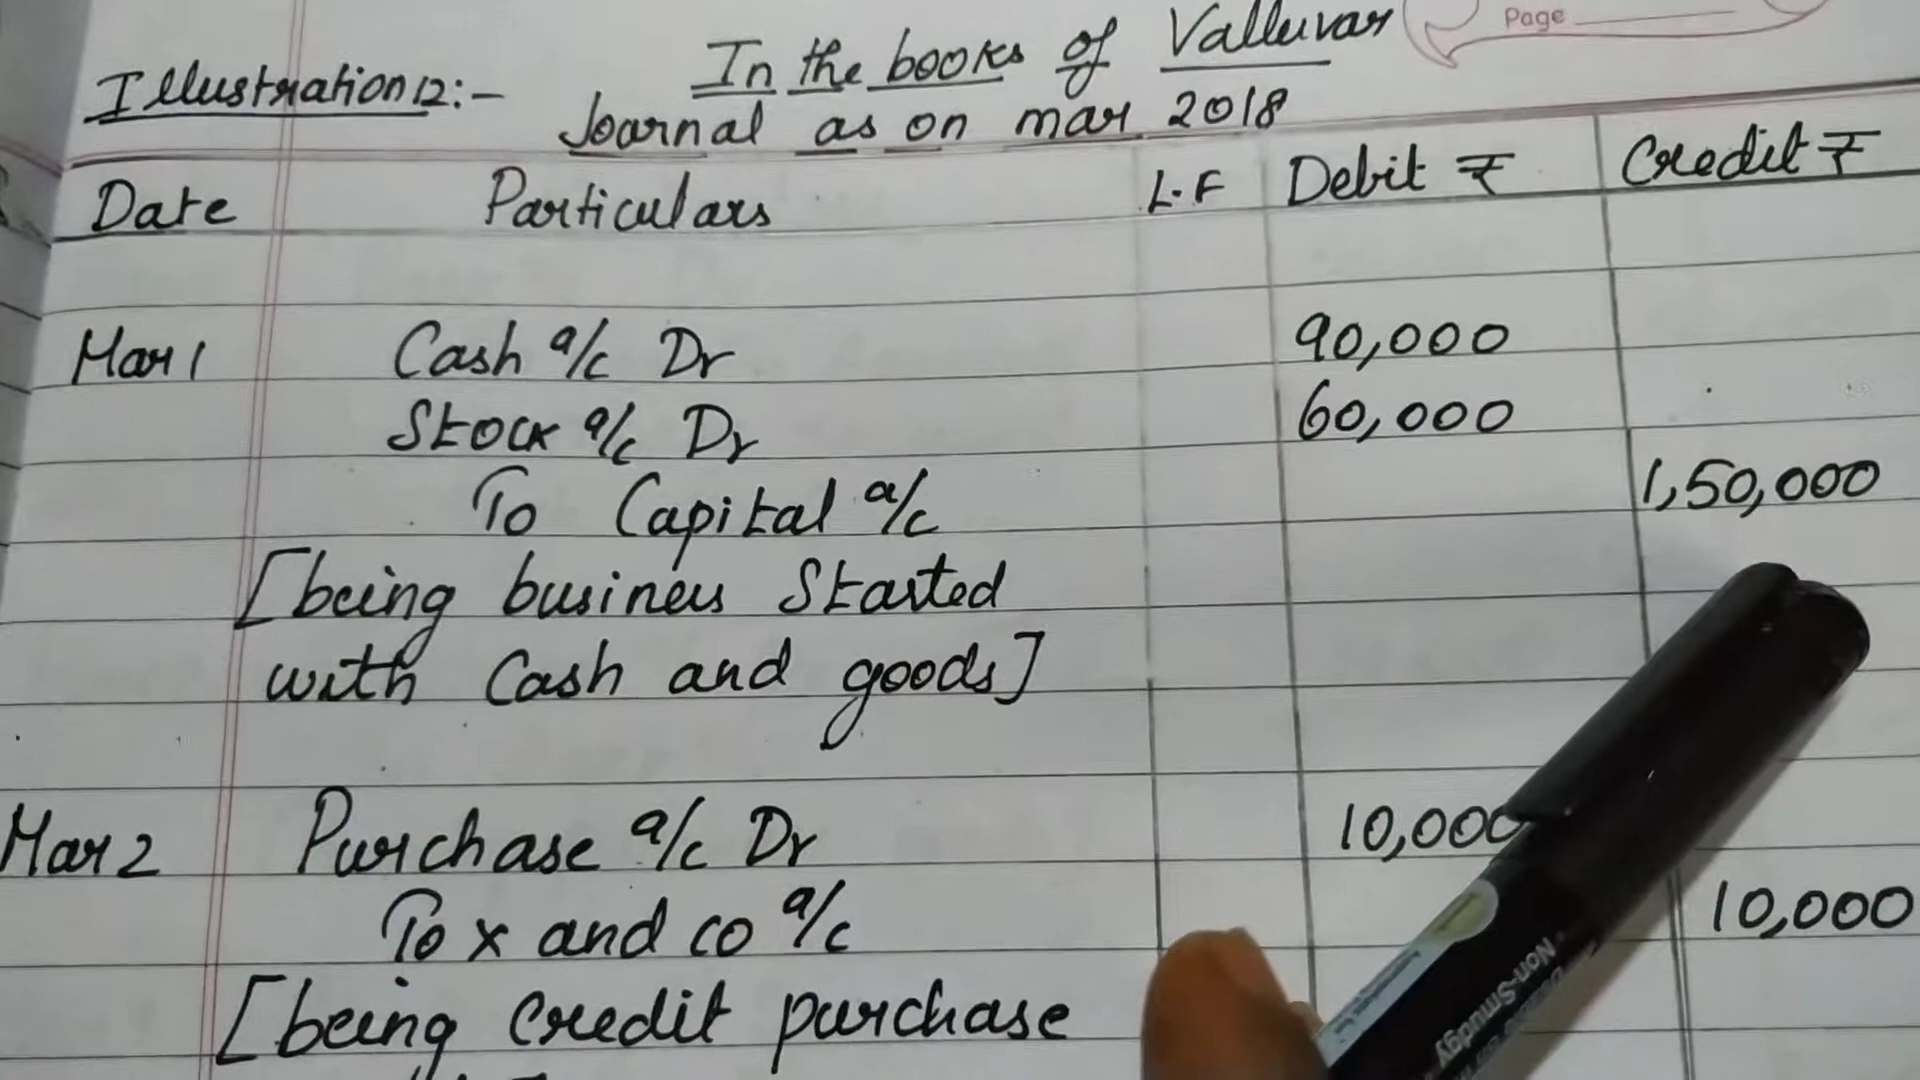 Page
Illustration 12:-
In the books of Valluvar
Journal as on mar 2018
Date Particulars L.F Debit ₹ Credit ₹
Mar 1 Cash a/c Dr 90,000
Stock a/c Dr 60,000
To Capital a/c 1,50,000
[being business Started
with Cash and goods]
Mar 2 Purchase a/c Dr 10,000
To x and co a/c 10,000
[being Credit purchase
Non-Smudgy